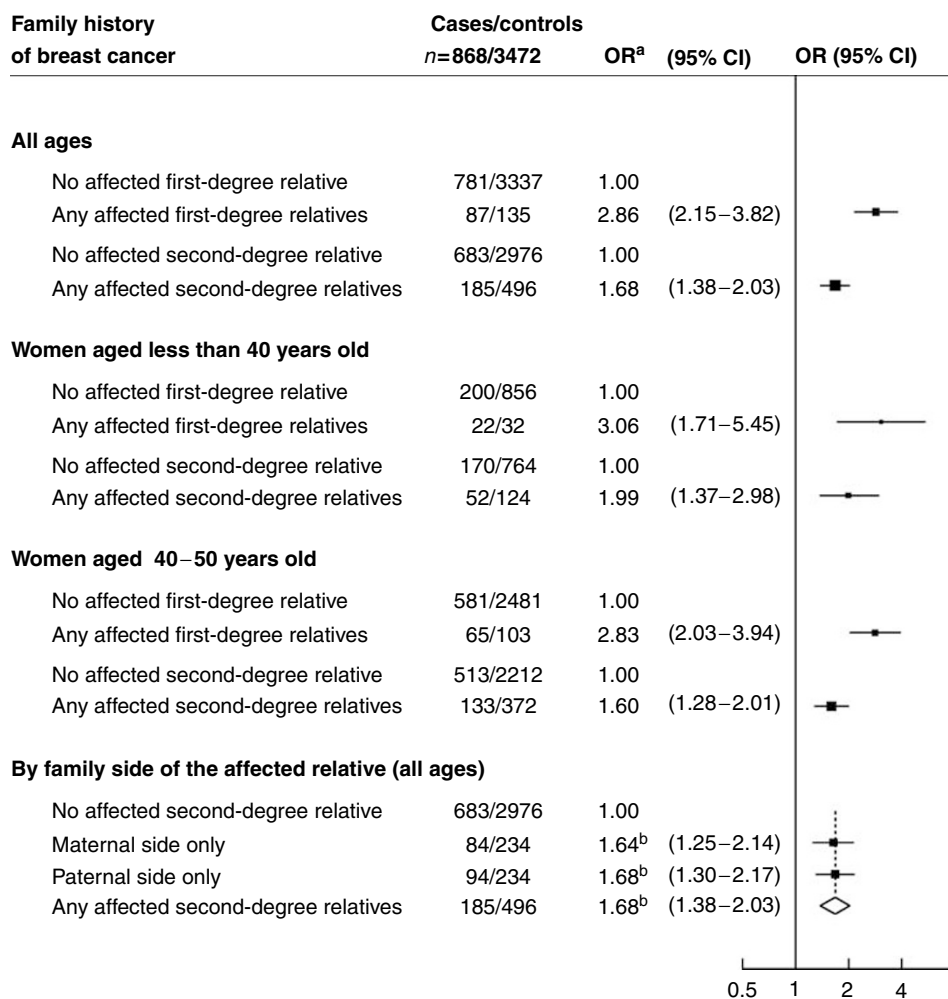 Family history Cases/controls
of breast cancer n=868/3472 ORa (95% CI) OR (95% CI)
All ages
No affected first-degree relative 781/3337 1.00
Any affected first-degree relatives 87/135 2.86 (2.15–3.82)
No affected second-degree relative 683/2976 1.00
Any affected second-degree relatives 185/496 1.68 (1.38–2.03)
Women aged less than 40 years old
No affected first-degree relative 200/856 1.00
Any affected first-degree relatives 22/32 3.06 (1.71–5.45)
No affected second-degree relative 170/764 1.00
Any affected second-degree relatives 52/124 1.99 (1.37–2.98)
Women aged 40–50 years old
No affected first-degree relative 581/2481 1.00
Any affected first-degree relatives 65/103 2.83 (2.03–3.94)
No affected second-degree relative 513/2212 1.00
Any affected second-degree relatives 133/372 1.60 (1.28–2.01)
By family side of the affected relative (all ages)
No affected second-degree relative 683/2976 1.00
Maternal side only 84/234 1.64b (1.25–2.14)
Paternal side only 94/234 1.68b (1.30–2.17)
Any affected second-degree relatives 185/496 1.68b (1.38–2.03)
0.5 1 2 4